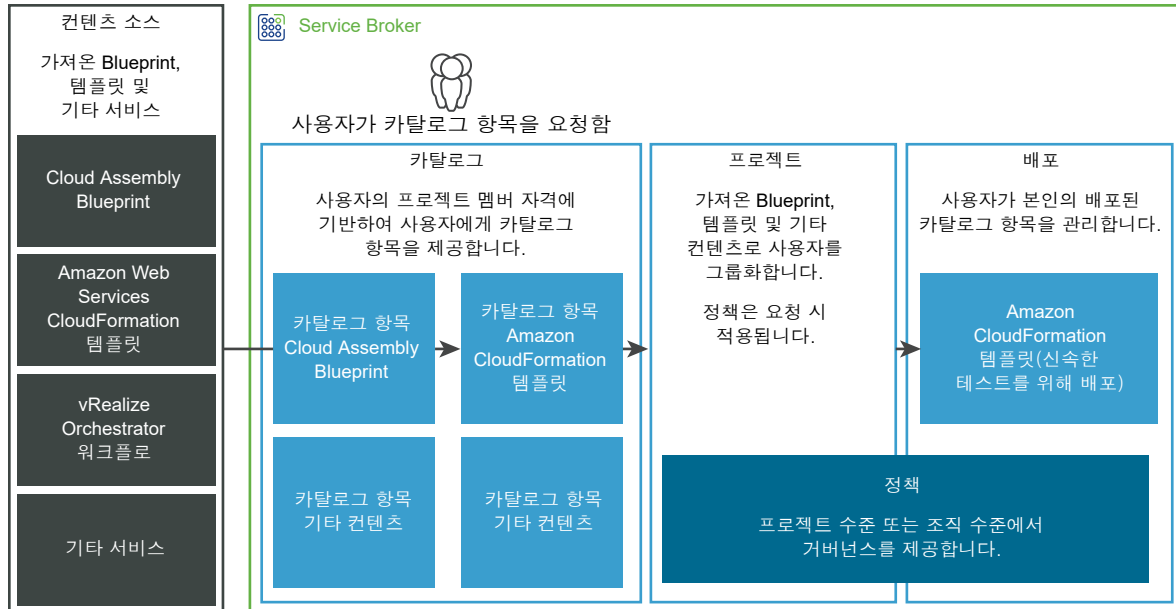 컨텐츠 소스
가져온 Blueprint,
템플릿 및
기타 서비스
Cloud Assembly
Blueprint
Amazon Web
Services
CloudFormation
템플릿
vRealize
Orchestrator
워크플로
기타 서비스
Service Broker
사용자가 카탈로그 항목을 요청함
카탈로그
사용자의 프로젝트 멤버 자격에
기반하여 사용자에게 카탈로그
항목을 제공합니다.
카탈로그 항목
Cloud Assembly
Blueprint
카탈로그 항목
Amazon
CloudFormation
템플릿
카탈로그 항목
기타 컨텐츠
카탈로그 항목
기타 컨텐츠
프로젝트
가져온 Blueprint,
템플릿 및 기타
컨텐츠로 사용자를
그룹화합니다.
정책은 요청 시
적용됩니다.
배포
사용자가 본인의 배포된
카탈로그 항목을 관리합니다.
Amazon
CloudFormation
템플릿(신속한
테스트를 위해 배포)
정책
프로젝트 수준 또는 조직 수준에서
거버넌스를 제공합니다.